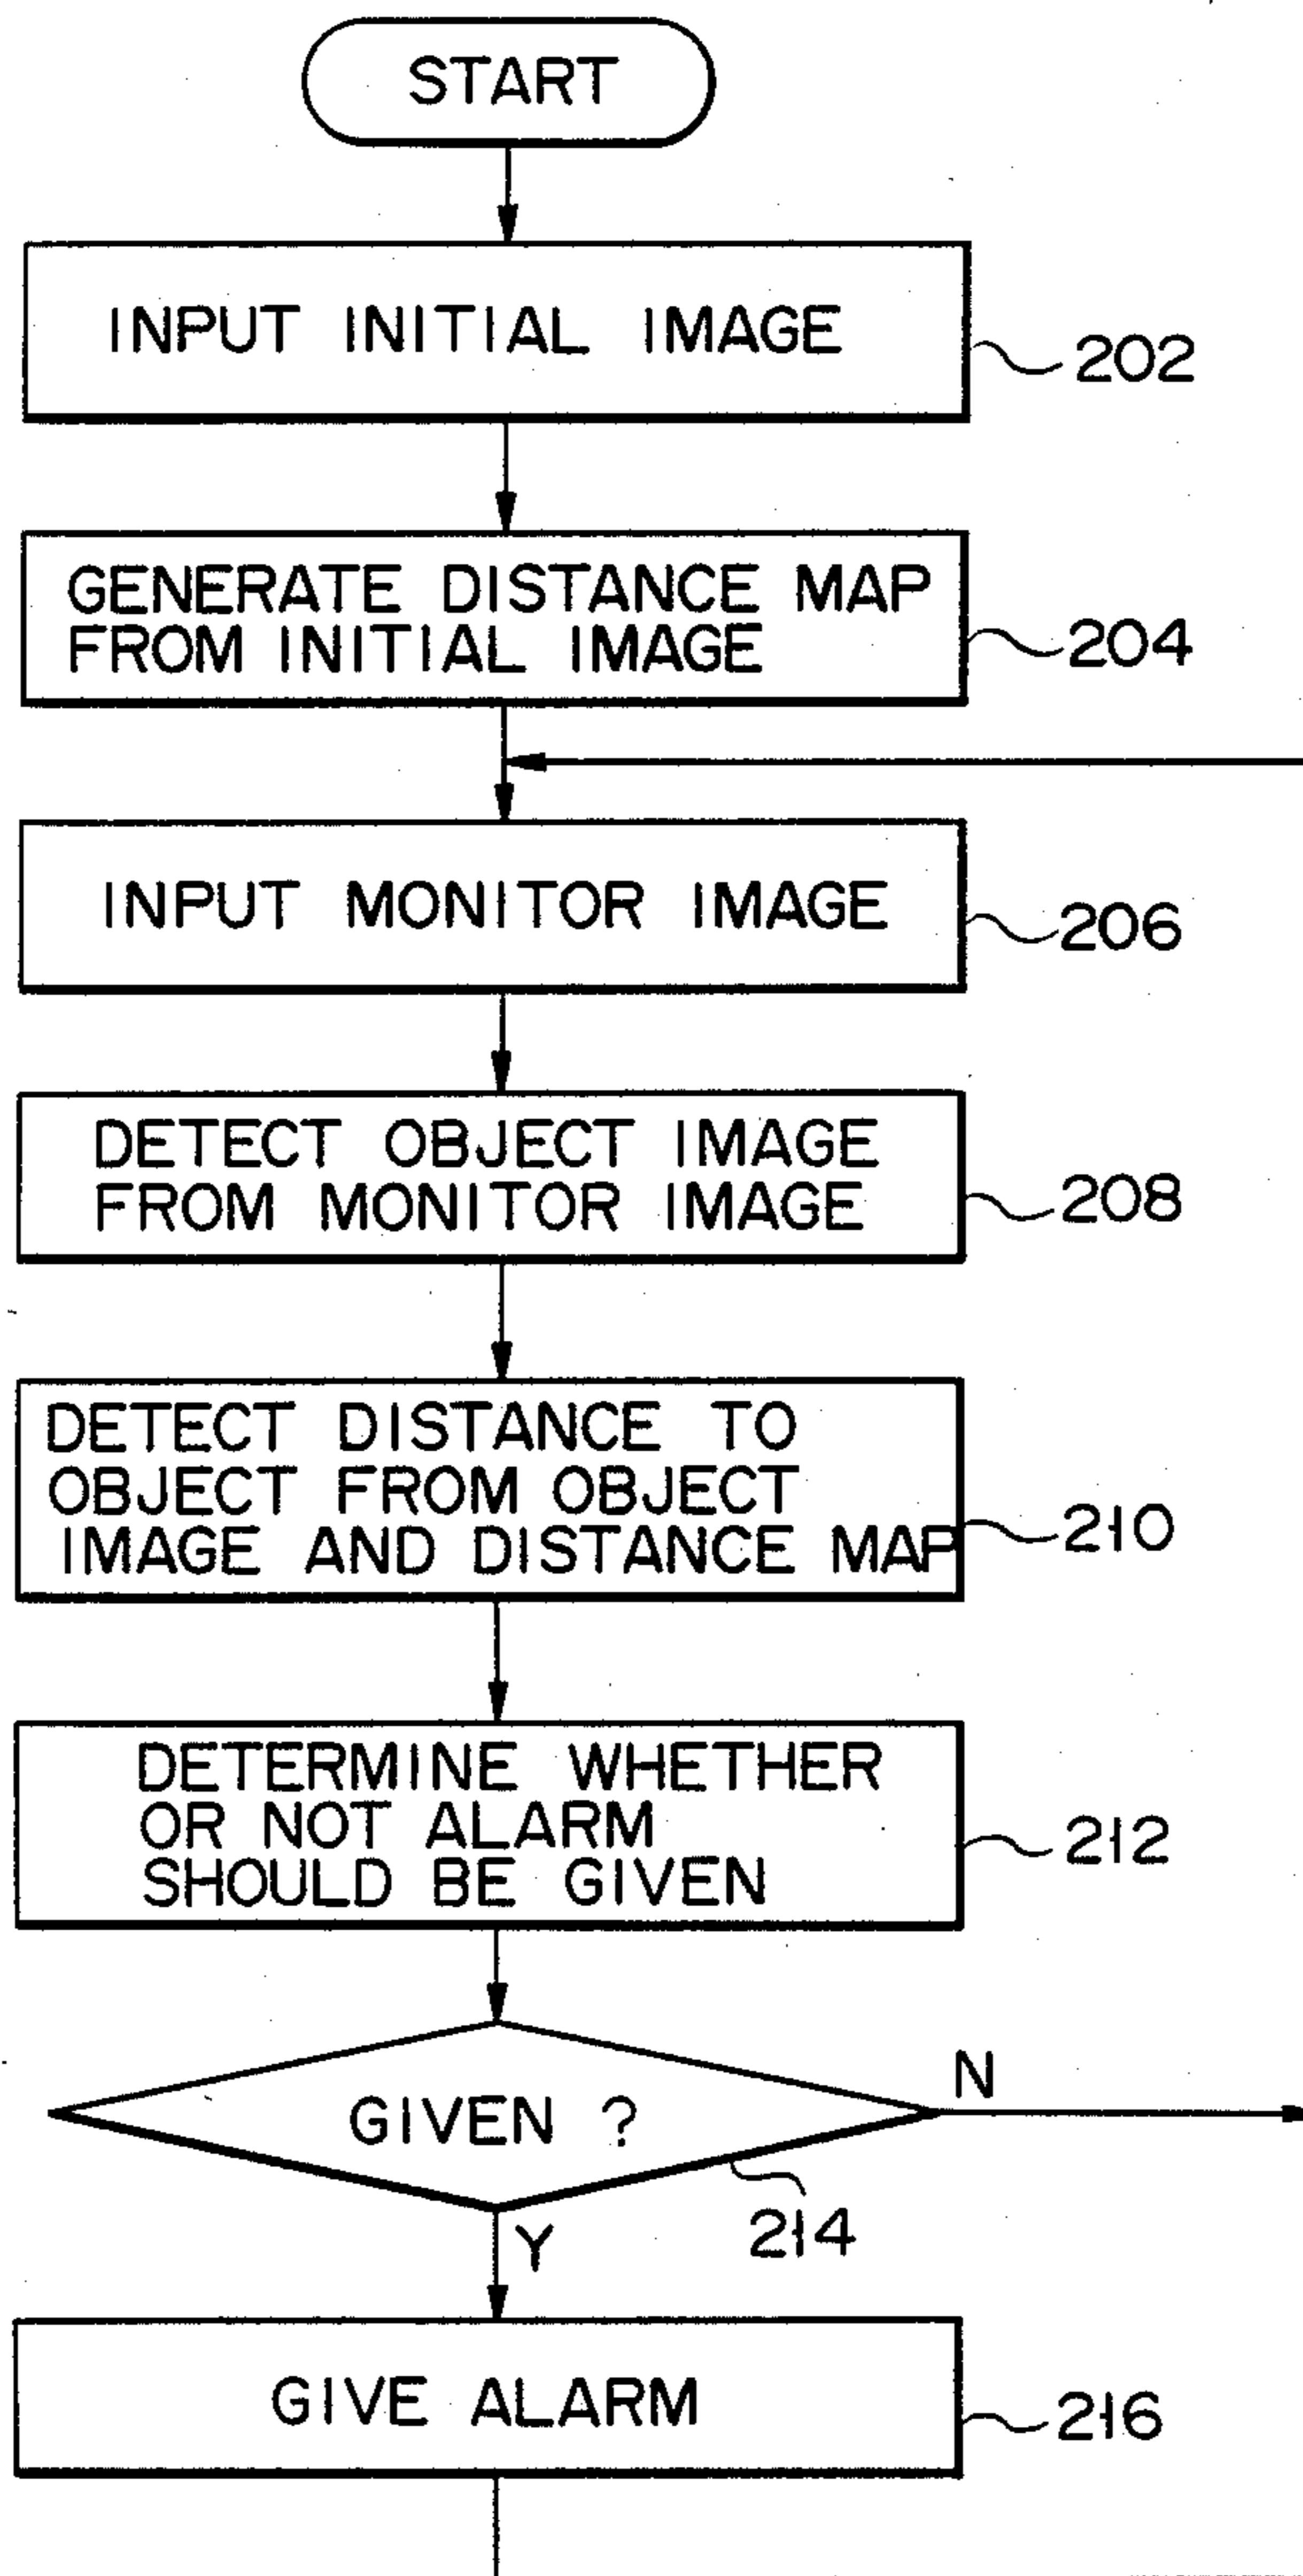 START
INPUT INITIAL IMAGE
202
GENERATE DISTANCE MAP
FROM INITIAL IMAGE
204
INPUT MONITOR IMAGE
206
DETECT OBJECT IMAGE
FROM MONITOR IMAGE
208
DETECT DISTANCE TO
OBJECT FROM OBJECT
IMAGE AND DISTANCE MAP
210
DETERMINE WHETHER
OR NOT ALARM
SHOULD BE GIVEN
212
GIVEN ?
N
214
Y
GIVE ALARM
216